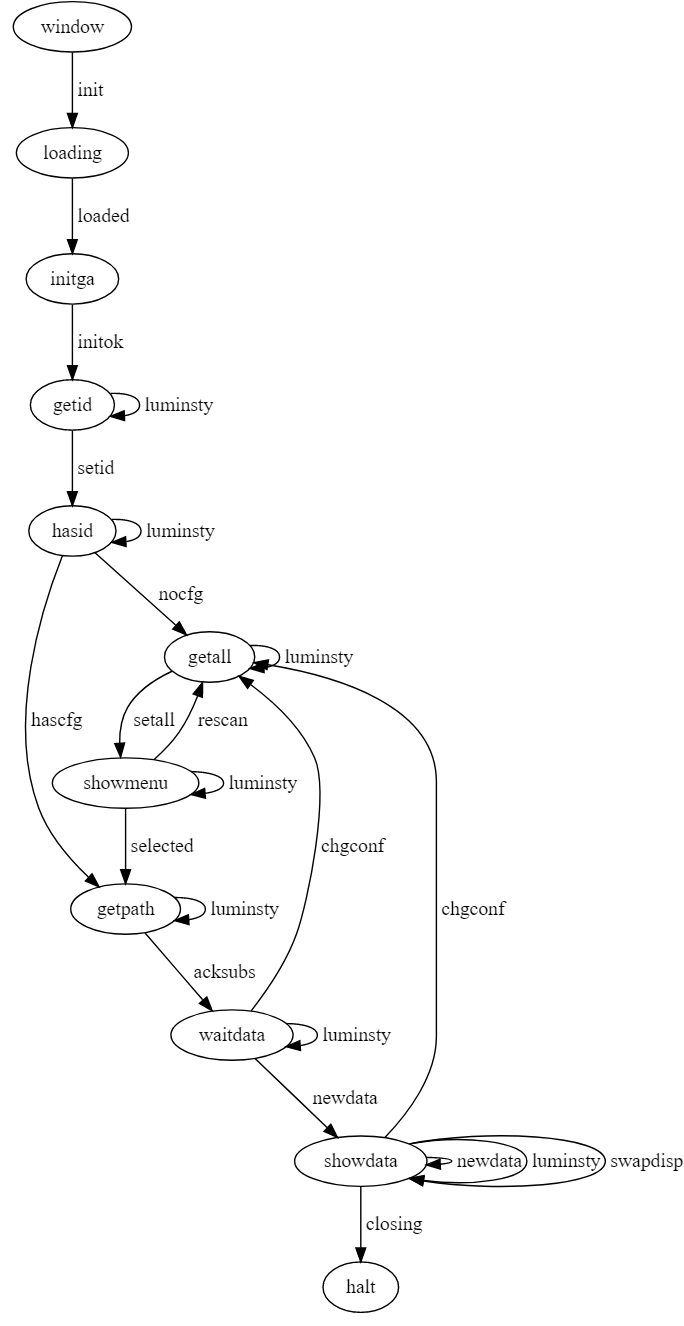 window
init
loading
loaded
initga
initok
getid
luminsty
setid
hasid
luminsty
nocfg
getall
luminsty
hascfg
setall
rescan
showmenu
luminsty
selected
chgconf
getpath
luminsty
chgconf
acksubs
waitdata
luminsty
newdata
showdata
newdata
luminsty
swapdisp
closing
halt